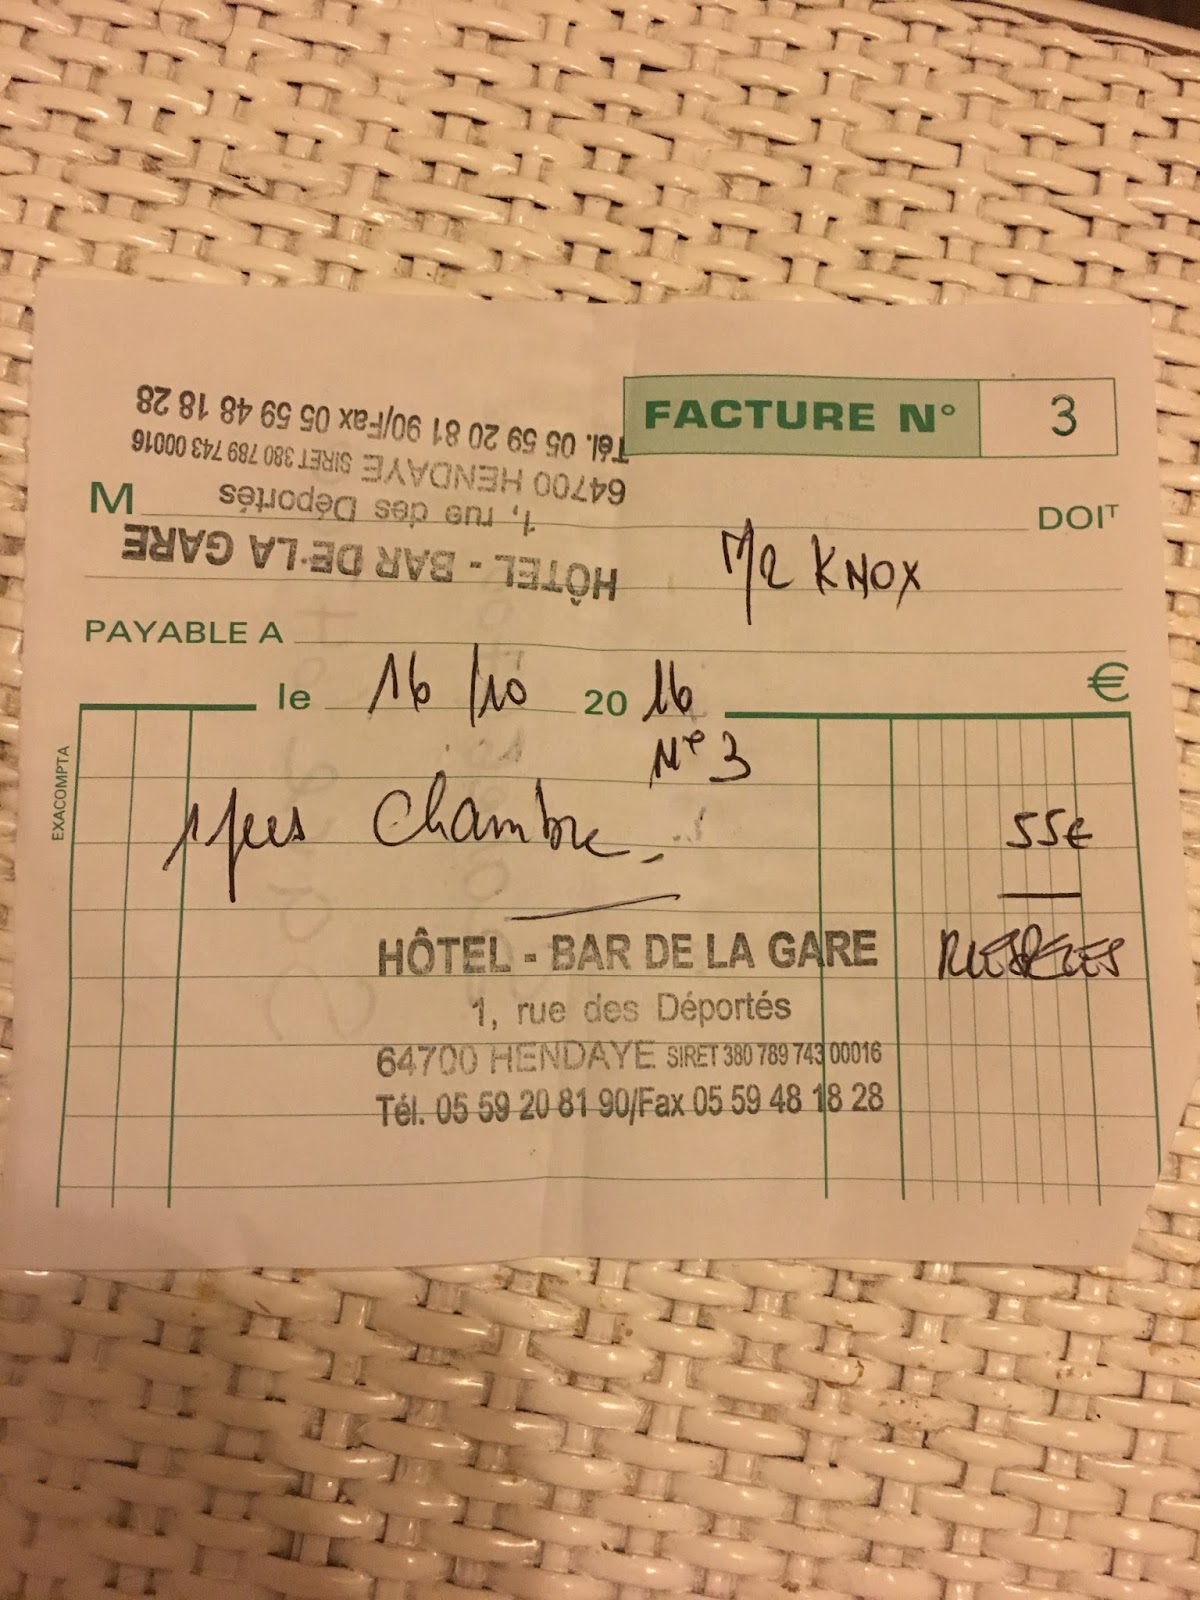 FACTURE N° 3
HÔTEL - BAR DE LA GARE
1, rue des Déportés
64700 HENDAYE SIRET 380 789 743 00016
Tél. 05 59 20 81 90/Fax 05 59 48 18 28
M DOIT
Mr KNOX
PAYABLE A
le 16/10 2016 €
EXACOMPTA
N° 3
Chambre 55€
HÔTEL - BAR DE LA GARE
1, rue des Déportés
64700 HENDAYE SIRET 380 789 743 00016
Tél. 05 59 20 81 90/Fax 05 59 48 18 28